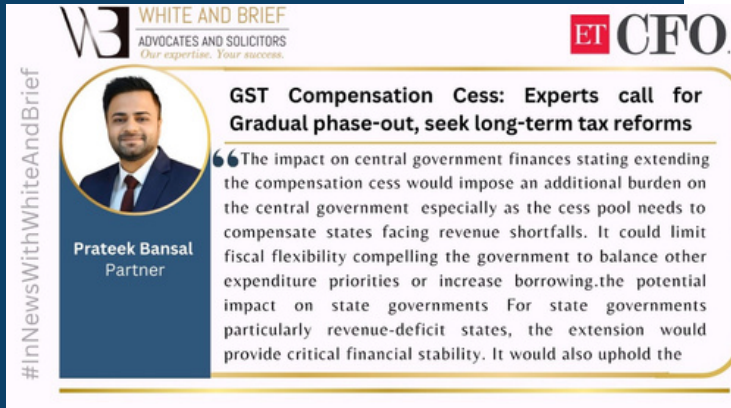 WHITE AND BRIEF
ADVOCATES AND SOLICITORS
Our expertise. Your success.
ET CFO
#InNewsWithWhiteAndBrief
GST Compensation Cess: Experts call for
Gradual phase-out, seek long-term tax reforms
“The impact on central government finances stating extending
the compensation cess would impose an additional burden on
the central government especially as the cess pool needs to
compensate states facing revenue shortfalls. It could limit
fiscal flexibility compelling the government to balance other
expenditure priorities or increase borrowing.the potential
impact on state governments For state governments
particularly revenue-deficit states, the extension would
provide critical financial stability. It would also uphold the
Prateek Bansal
Partner